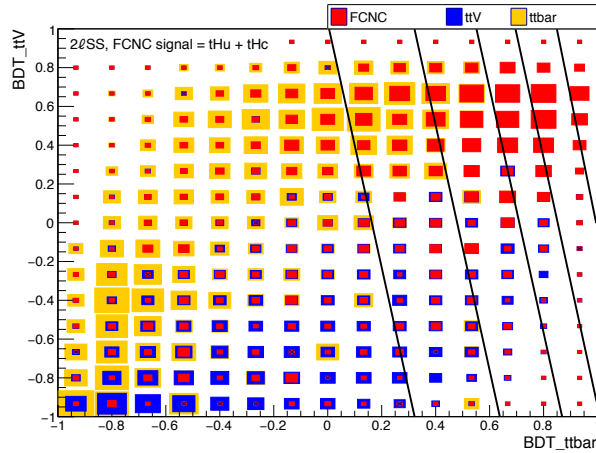 FCNC ttV ttbar
BDT_ttV
2ℓSS, FCNC signal = tHu + tHc
1
0.8
0.6
0.4
0.2
0
−0.2
−0.4
−0.6
−0.8
−1
−1 −0.8 −0.6 −0.4 −0.2 0 0.2 0.4 0.6 0.8
BDT_ttbar